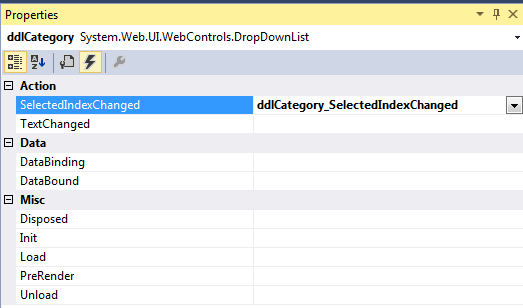 Properties
ddlCategory System.Web.UI.WebControls.DropDownList
Action
SelectedIndexChanged ddlCategory_SelectedIndexChanged
TextChanged
Data
DataBinding
DataBound
Misc
Disposed
Init
Load
PreRender
Unload